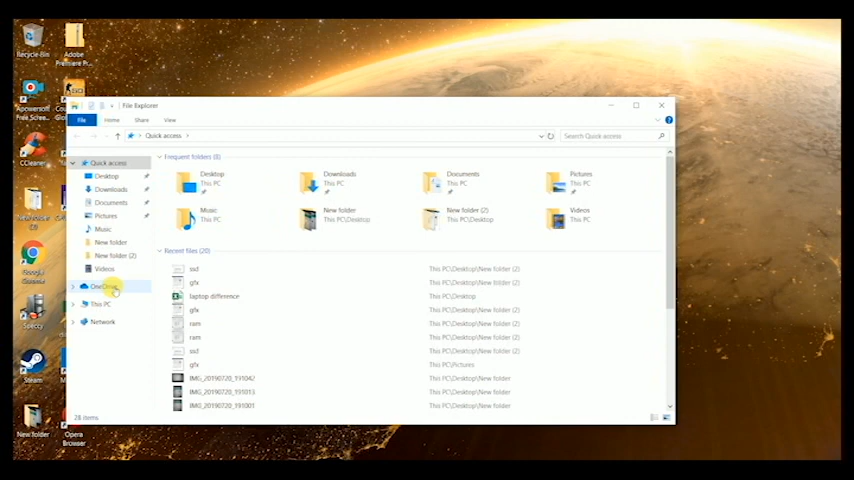 Recycle Bin
Adobe
Premiere Pr...
Apowersoft
Free Scree...
CCleaner
New folder
(2)
Google
Chrome
Speccy
Steam
New folder
Opera
Browser
File Explorer
File
Home
Share
View
Quick access
Search Quick access
Quick access
Desktop
Downloads
Documents
Pictures
Music
New folder
New folder (2)
Videos
OneDrive
This PC
Network
Frequent folders (8)
Desktop
This PC
Downloads
This PC
Documents
This PC
Pictures
This PC
Music
This PC
New folder
This PC\Desktop
New folder (2)
This PC\Desktop
Videos
This PC
Recent files (20)
ssd This PC\Desktop\New folder (2)
gfx This PC\Desktop\New folder (2)
laptop difference This PC\Desktop
gfx This PC\Desktop\New folder (2)
ram This PC\Desktop\New folder (2)
ram This PC\Desktop\New folder (2)
ssd This PC\Desktop\New folder (2)
gfx This PC\Pictures
IMG_20190720_191042 This PC\Desktop\New folder
IMG_20190720_191013 This PC\Desktop\New folder
IMG_20190720_191001 This PC\Desktop\New folder
28 items